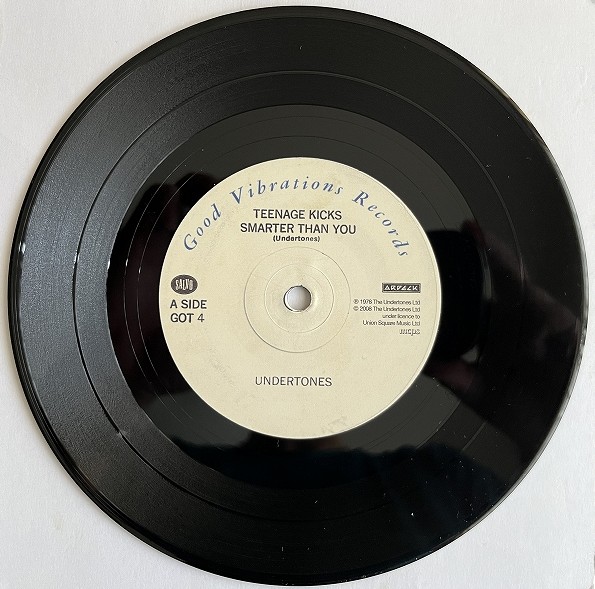 Good Vibrations Records
TEENAGE KICKS
SMARTER THAN YOU
(Undertones)
SALVO
A SIDE
GOT 4
ARDECK
℗ 1978 The Undertones Ltd
© 2008 The Undertones Ltd
under licence to
Union Square Music Ltd
mcps
UNDERTONES